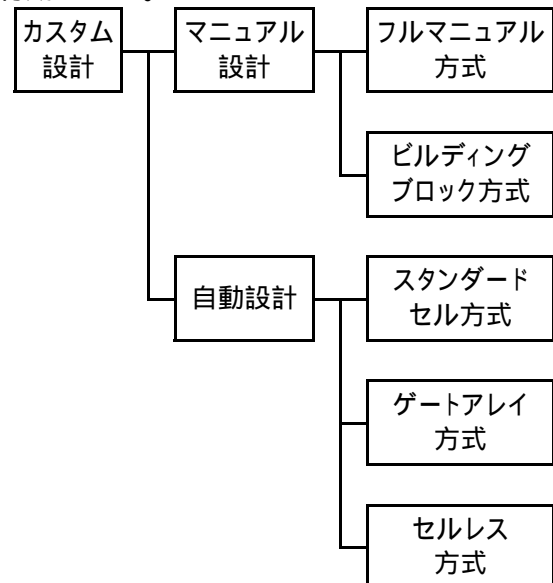 カスタム
設計
マニュアル
設計
フルマニュアル
方式
ビルディング
ブロック方式
自動設計
スタンダード
セル方式
ゲートアレイ
方式
セルレス
方式